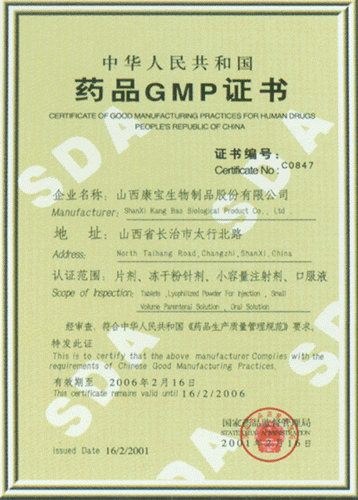 中华人民共和国
药品GMP证书
CERTIFICATE OF GOOD MANUFACTURING PRACTICES FOR HUMAN DRUGS
PEOPLE'S REPUBLIC OF CHINA
证书编号:
Certificate No: C0847
企业名称: 山西康宝生物制品股份有限公司
Manufacturer: ShanXi Kang Bao Biological Product Co., Ltd.
地 址: 山西省长治市太行北路
Address: North Taihang Road,Changzhi,ShanXi,China
认证范围: 片剂、冻干粉针剂、小容量注射剂、口服液
Scope of Inspection: Tablets ,Lyophilized Powder For Injection , Small
Volume Parenteral Solution , Oral Solution
经审查,符合中华人民共和国《药品生产质量管理规范》要求,
特发此证
This is to certify that the above manufacturer Complies with the
requirements of Chinese Good Manufacturing Practices.
有效期至 2006年2月16日
This certificate remains valid until 16/2/2006
国家药品监督管理局
STATE DRUG ADMINISTRATION
2001年2月16日
Issued Date 16/2/2001
SDA
SDA
SDA
SDA